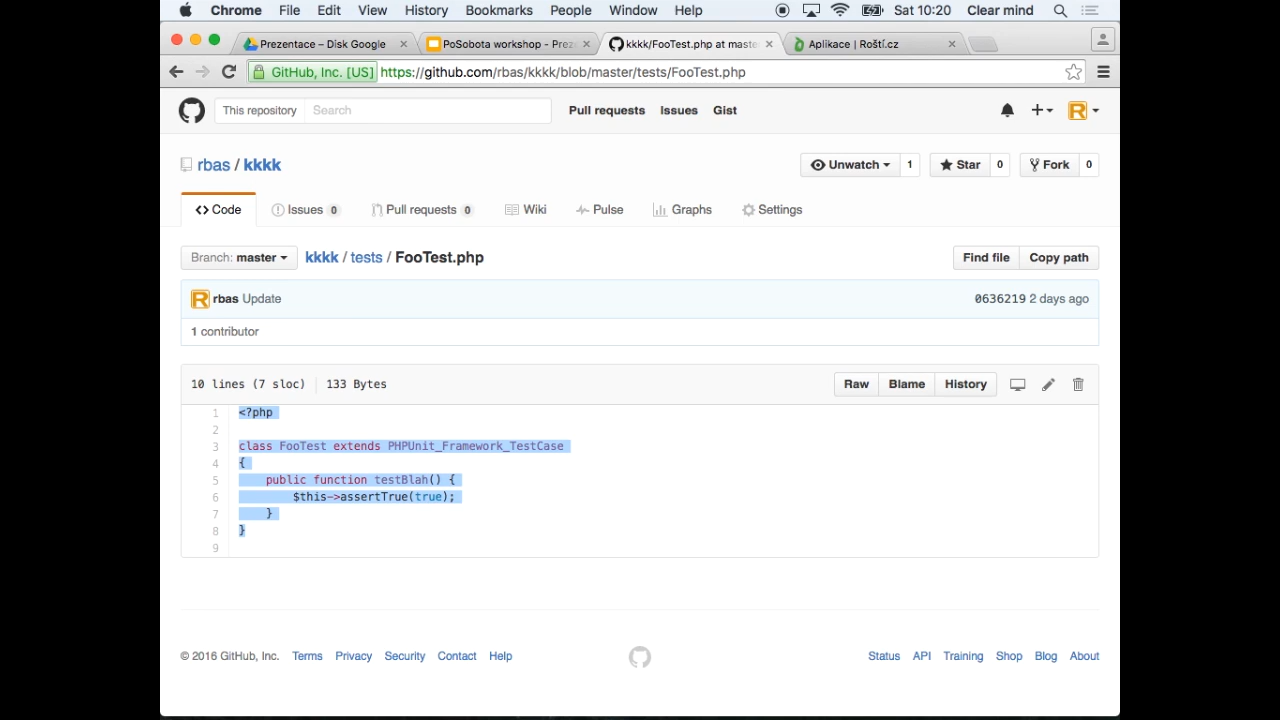 Chrome File Edit View History Bookmarks People Window Help Sat 10:20 Clear mind
Prezentace – Disk Google PoSobota workshop - Prez kkkk/FooTest.php at maste Aplikace | Roští.cz
GitHub, Inc. [US] https://github.com/rbas/kkkk/blob/master/tests/FooTest.php
This repository Search Pull requests Issues Gist
rbas / kkkk Unwatch 1 Star 0 Fork 0
Code Issues 0 Pull requests 0 Wiki Pulse Graphs Settings
Branch: master kkkk / tests / FooTest.php Find file Copy path
rbas Update 0636219 2 days ago
1 contributor
10 lines (7 sloc) 133 Bytes Raw Blame History
1 <?php
2
3 class FooTest extends PHPUnit_Framework_TestCase
4 {
5 public function testBlah() {
6 $this->assertTrue(true);
7 }
8 }
9
© 2016 GitHub, Inc. Terms Privacy Security Contact Help Status API Training Shop Blog About